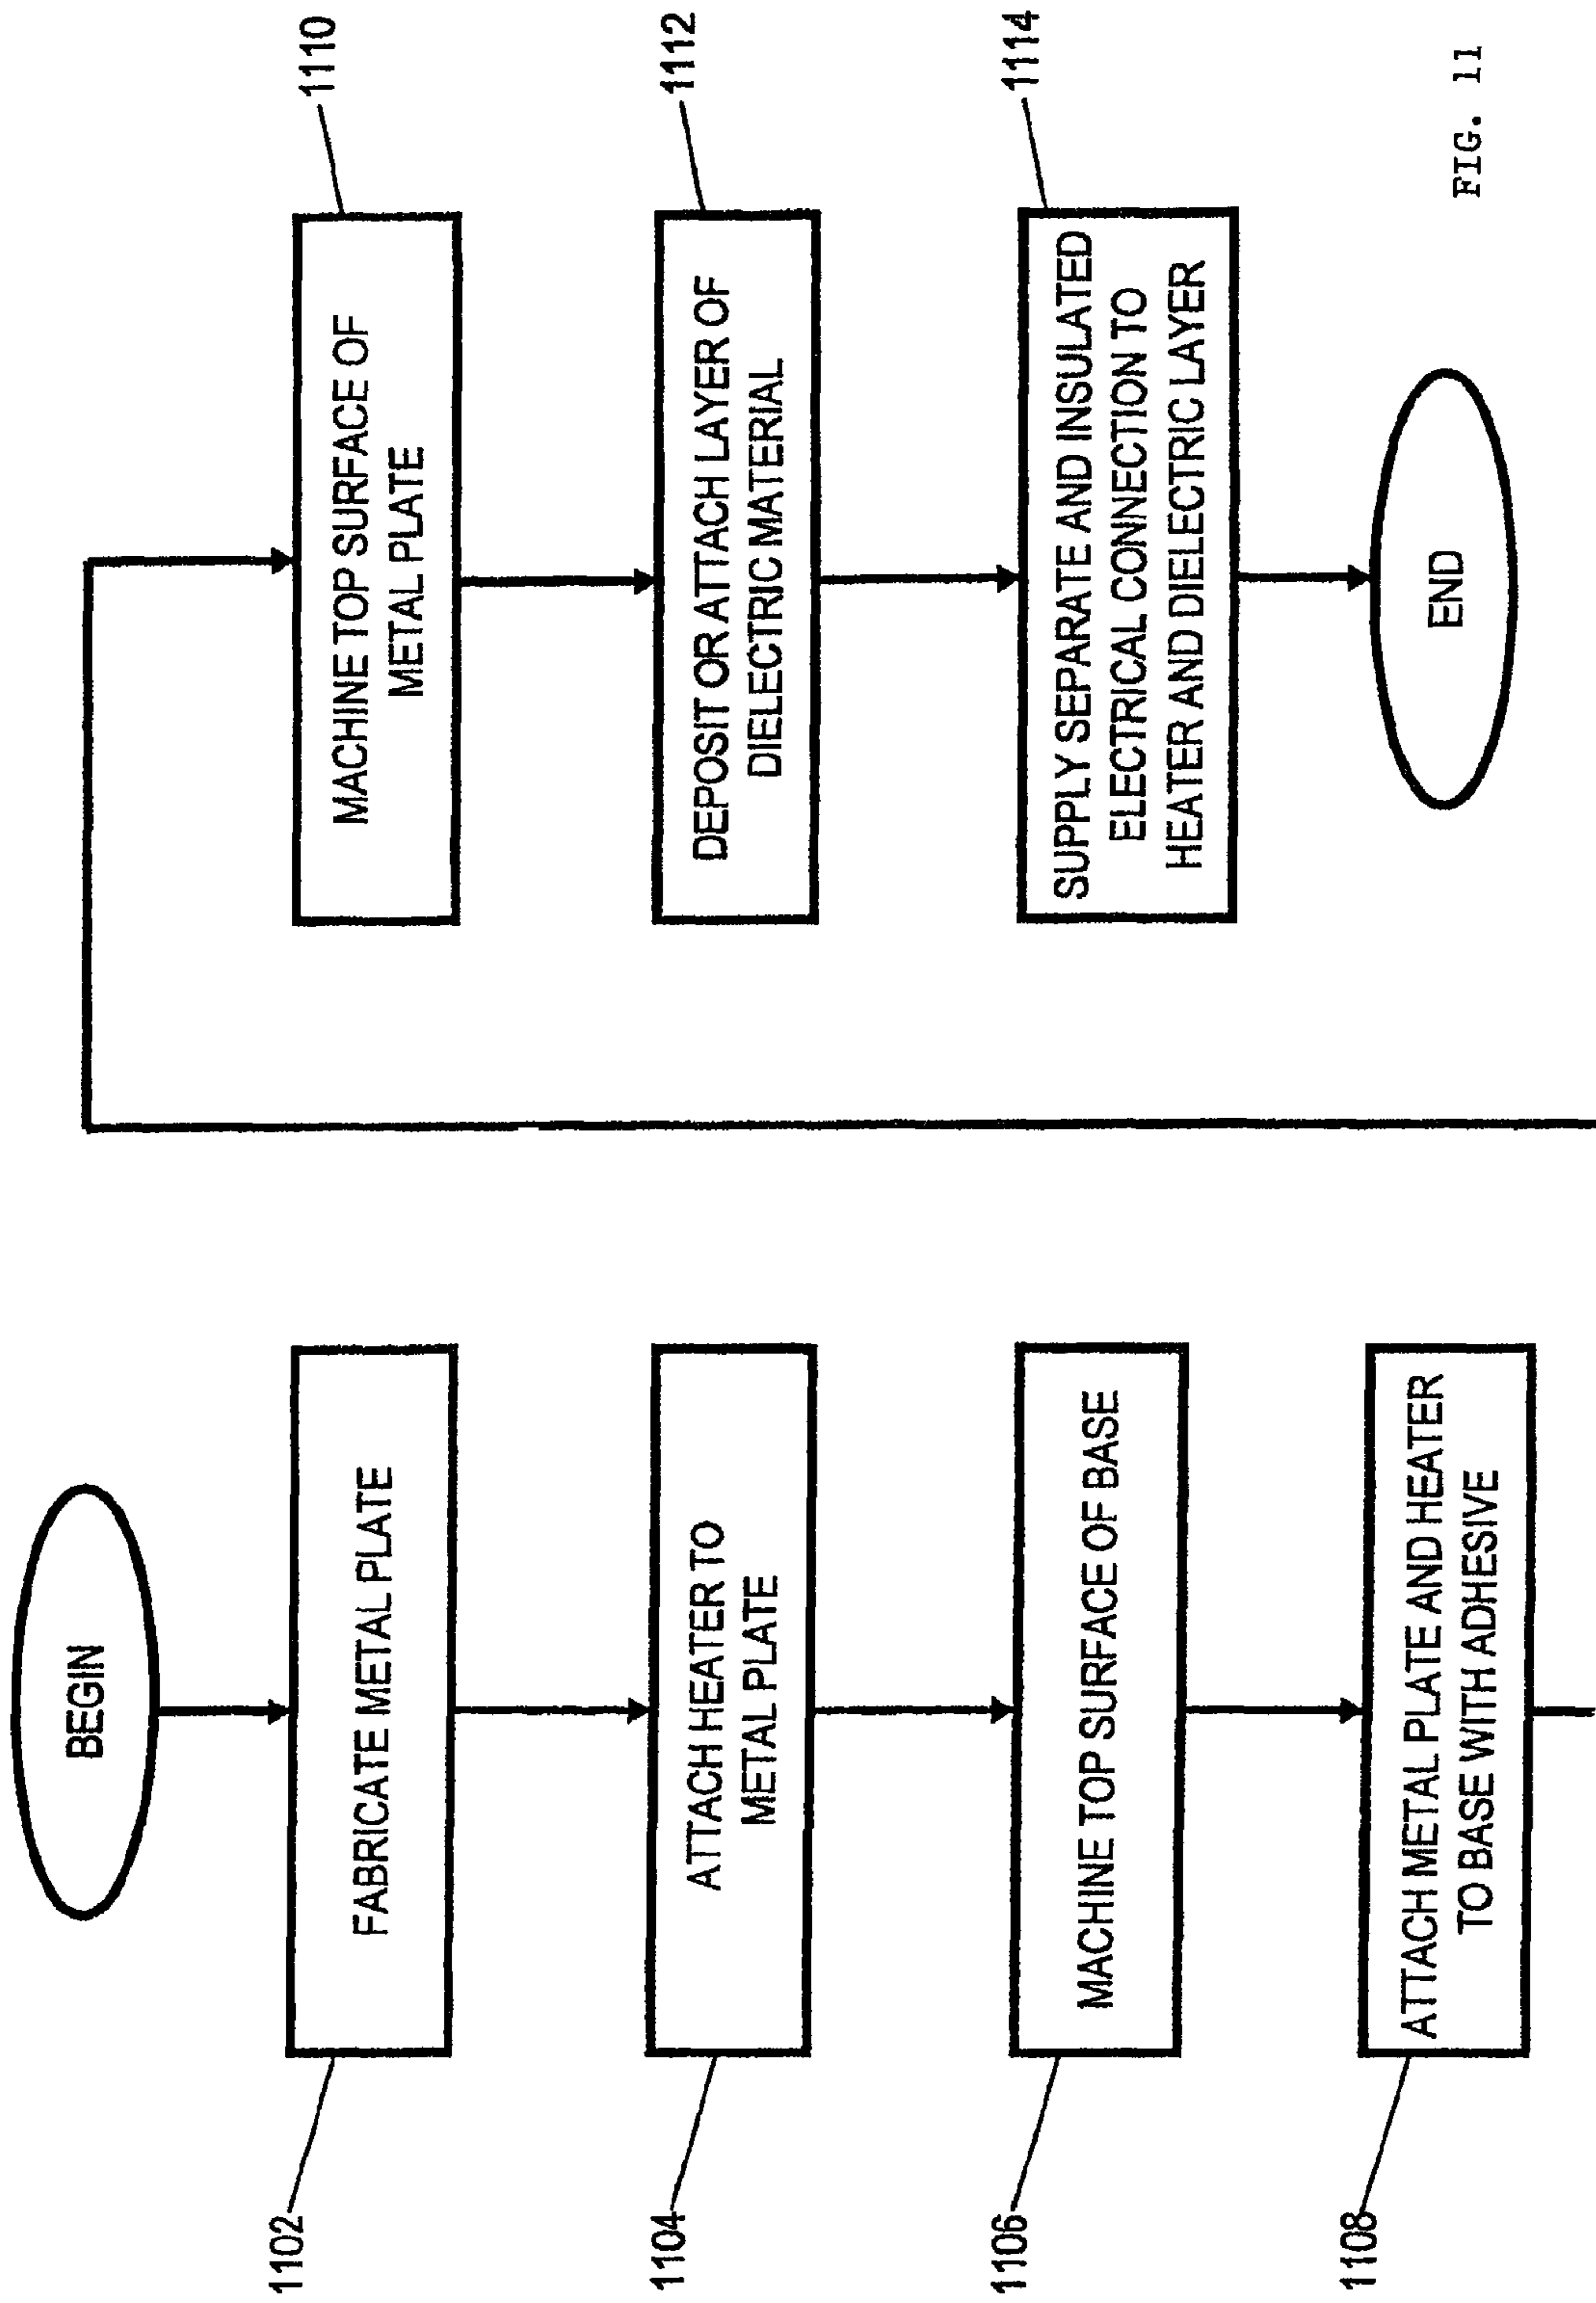 BEGIN
1102
FABRICATE METAL PLATE
1104
ATTACH HEATER TO
METAL PLATE
1106
MACHINE TOP SURFACE OF BASE
1108
ATTACH METAL PLATE AND HEATER
TO BASE WITH ADHESIVE
1110
MACHINE TOP SURFACE OF
METAL PLATE
1112
DEPOSIT OR ATTACH LAYER OF
DIELECTRIC MATERIAL
1114
SUPPLY SEPARATE AND INSULATED
ELECTRICAL CONNECTION TO
HEATER AND DIELECTRIC LAYER
END
FIG. 11